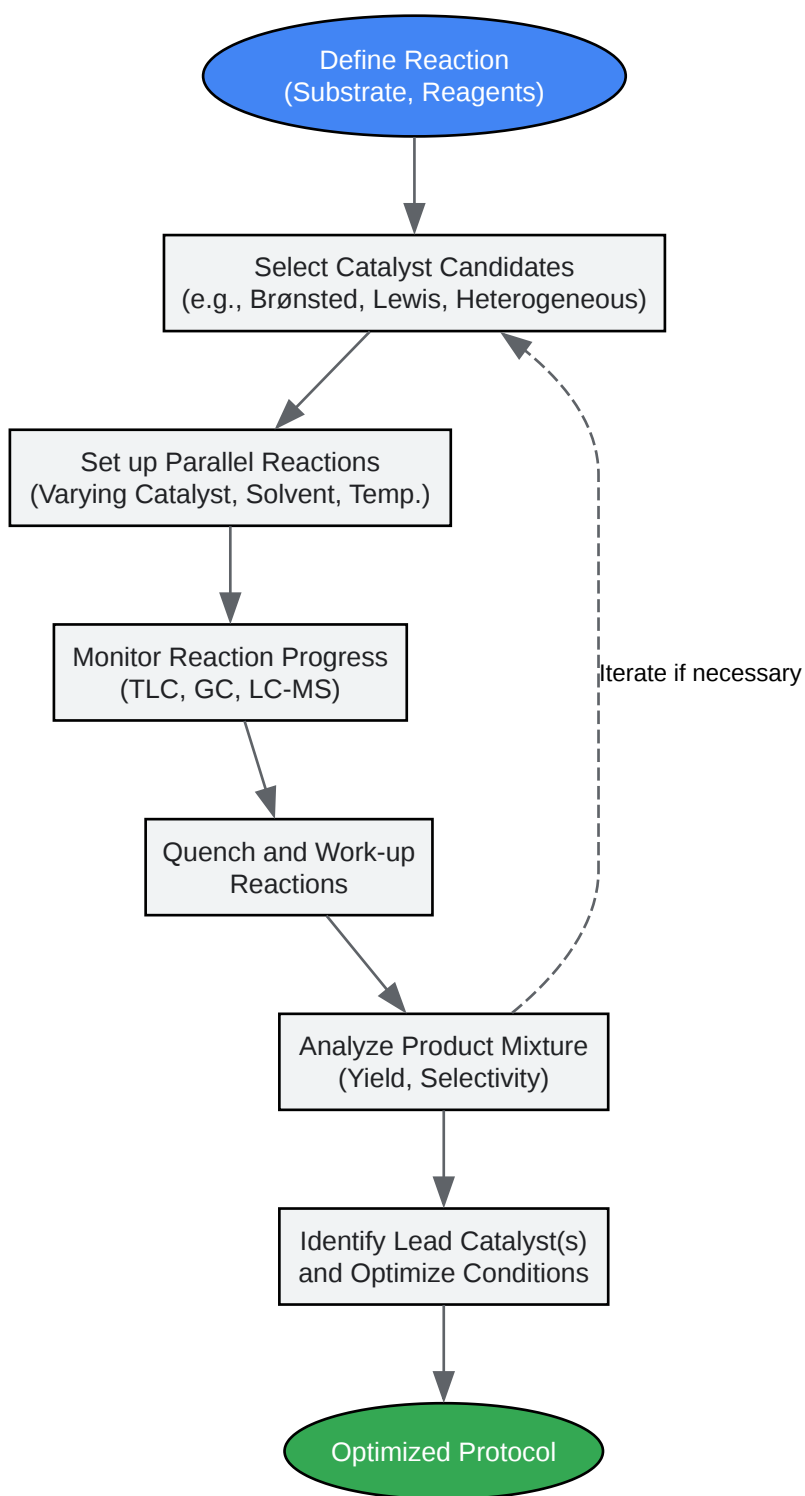 Define Reaction
(Substrate, Reagents)
Select Catalyst Candidates
(e.g., Brønsted, Lewis, Heterogeneous)
Set up Parallel Reactions
(Varying Catalyst, Solvent, Temp.)
Monitor Reaction Progress
(TLC, GC, LC-MS)
Iterate if necessary
Quench and Work-up
Reactions
Analyze Product Mixture
(Yield, Selectivity)
Identify Lead Catalyst(s)
and Optimize Conditions
Optimized Protocol